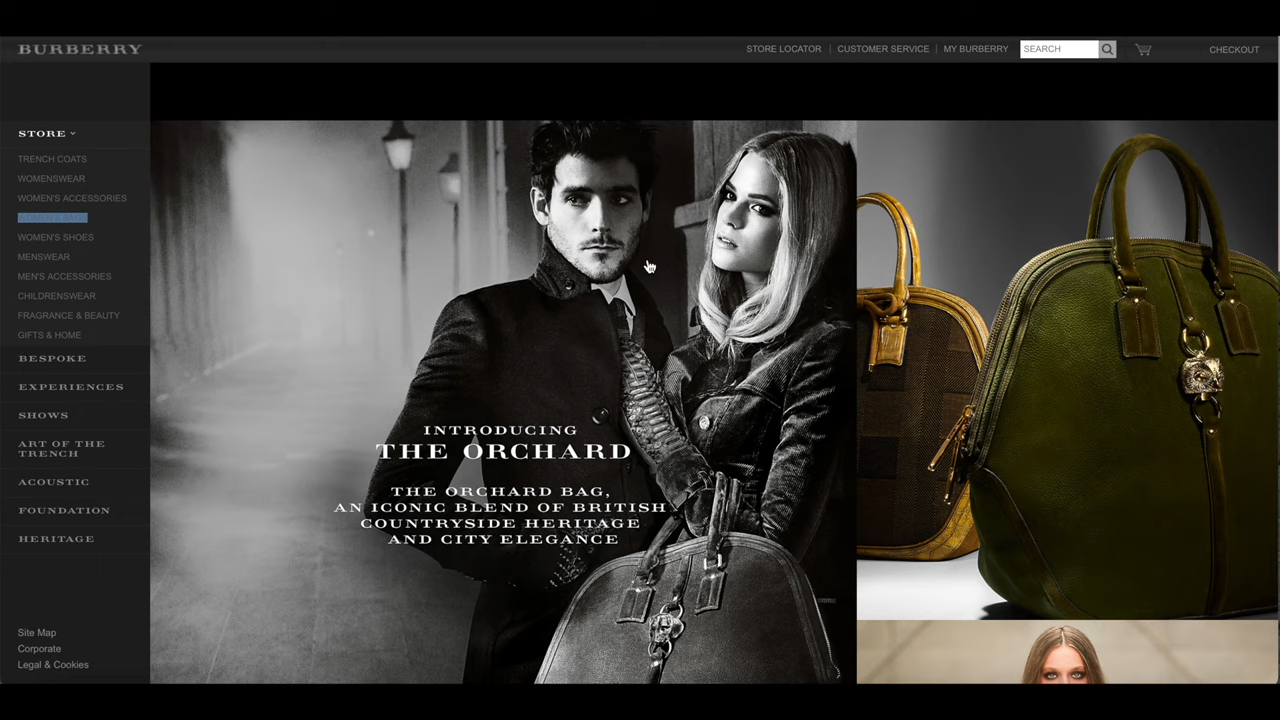 BURBERRY
STORE LOCATOR | CUSTOMER SERVICE | MY BURBERRY
SEARCH
CHECKOUT
STORE
TRENCH COATS
WOMENSWEAR
WOMEN'S ACCESSORIES
WOMEN'S BAGS
WOMEN'S SHOES
MENSWEAR
MEN'S ACCESSORIES
CHILDRENSWEAR
FRAGRANCE & BEAUTY
GIFTS & HOME
BESPOKE
EXPERIENCES
SHOWS
ART OF THE
TRENCH
ACOUSTIC
FOUNDATION
HERITAGE
Site Map
Corporate
Legal & Cookies
INTRODUCING
THE ORCHARD
THE ORCHARD BAG,
AN ICONIC BLEND OF BRITISH
COUNTRYSIDE HERITAGE
AND CITY ELEGANCE